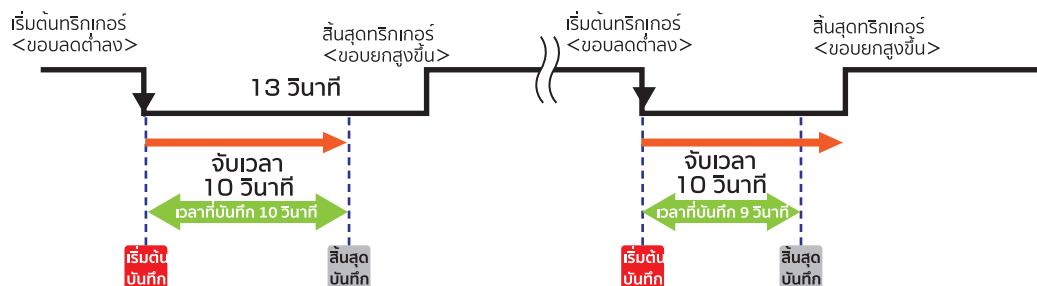 เริ่มต้นทริกเกอร์
<ขอบลดต่ำลง>
สิ้นสุดทริกเกอร์
<ขอบยกสูงขึ้น>
เริ่มต้นทริกเกอร์
<ขอบลดต่ำลง>
สิ้นสุดทริกเกอร์
<ขอบยกสูงขึ้น>
13 วินาที
จับเวลา
10 วินาที
เวลาที่บันทึก 10 วินาที
จับเวลา
10 วินาที
เวลาที่บันทึก 9 วินาที
เริ่มต้น
บันทึก
สิ้นสุด
บันทึก
เริ่มต้น
บันทึก
สิ้นสุด
บันทึก